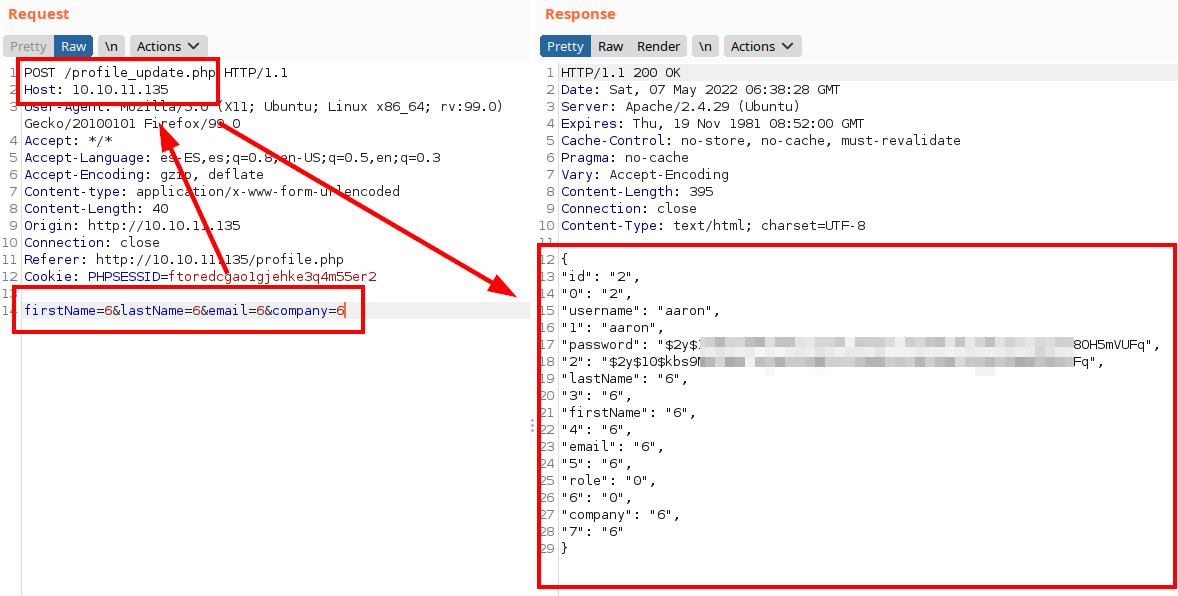 Request
Pretty Raw \n Actions
1 POST /profile_update.php HTTP/1.1
2 Host: 10.10.11.135
3 User-Agent: Mozilla/5.0 (X11; Ubuntu; Linux x86_64; rv:99.0)
Gecko/20100101 Firefox/99.0
4 Accept: */*
5 Accept-Language: es-ES,es;q=0.8,en-US;q=0.5,en;q=0.3
6 Accept-Encoding: gzip, deflate
7 Content-type: application/x-www-form-urlencoded
8 Content-Length: 40
9 Origin: http://10.10.11.135
10 Connection: close
11 Referer: http://10.10.11.135/profile.php
12 Cookie: PHPSESSID=ftoredcgao1gjehke3q4m55er2
13
14 firstName=6&lastName=6&email=6&company=6
Response
Pretty Raw Render \n Actions
1 HTTP/1.1 200 OK
2 Date: Sat, 07 May 2022 06:38:28 GMT
3 Server: Apache/2.4.29 (Ubuntu)
4 Expires: Thu, 19 Nov 1981 08:52:00 GMT
5 Cache-Control: no-store, no-cache, must-revalidate
6 Pragma: no-cache
7 Vary: Accept-Encoding
8 Content-Length: 395
9 Connection: close
10 Content-Type: text/html; charset=UTF-8
11
12 {
13 "id": "2",
14 "0": "2",
15 "username": "aaron",
16 "1": "aaron",
17 "password": "$2y$ 8OH5mVUFq",
18 "2": "$2y$10$kbs9 Fq",
19 "lastName": "6",
20 "3": "6",
21 "firstName": "6",
22 "4": "6",
23 "email": "6",
24 "5": "6",
25 "role": "0",
26 "6": "0",
27 "company": "6",
28 "7": "6"
29 }